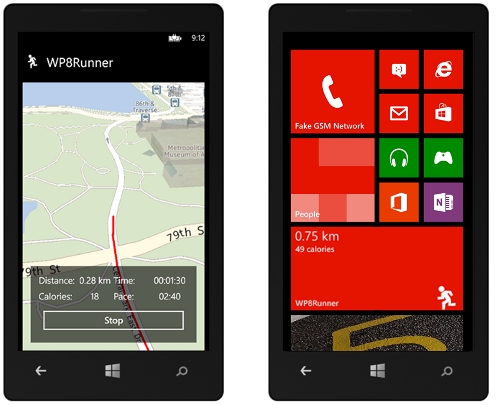 9:12
WP8Runner
86th &
Traverse
Metropolitan
Museum of A
79th St
79th St
Distance: 0.28 km Time: 00:01:30
Calories: 18 Pace: 02:40
Stop
Fake GSM Network
People
0.75 km
49 calories
WP8Runner